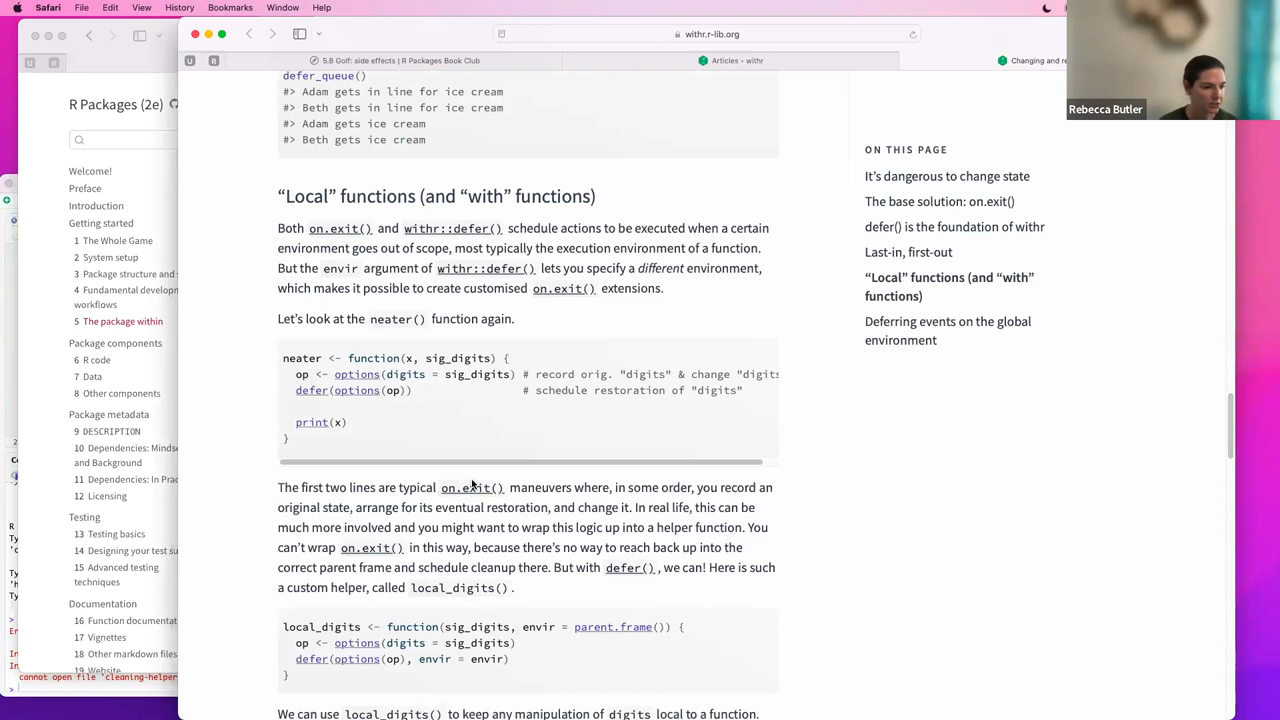 Safari File Edit View History Bookmarks Window Help
withr.r-lib.org
U R 5.8 Golf: side effects | R Packages Book Club
Articles • withr
Changing and re
Rebecca Butler
U R
R Packages (2e)
Welcome!
Preface
Introduction
Getting started
1 The Whole Game
2 System setup
3 Package structure and s
4 Fundamental develop
workflows
5 The package within
Package components
6 R code
7 Data
8 Other components
Package metadata
9 DESCRIPTION
10 Dependencies: Mindse
and Background
11 Dependencies: In Prac
12 Licensing
Testing
13 Testing basics
14 Designing your test su
15 Advanced testing
techniques
Documentation
16 Function documentat
17 Vignettes
18 Other markdown files
19 Website
cannot open file 'cleaning-helper
defer_queue()
#> Adam gets in line for ice cream
#> Beth gets in line for ice cream
#> Adam gets ice cream
#> Beth gets ice cream
“Local” functions (and “with” functions)
Both on.exit() and withr::defer() schedule actions to be executed when a certain
environment goes out of scope, most typically the execution environment of a function.
But the envir argument of withr::defer() lets you specify a different environment,
which makes it possible to create customised on.exit() extensions.
Let’s look at the neater() function again.
neater <- function(x, sig_digits) {
op <- options(digits = sig_digits) # record orig. "digits" & change "digits
defer(options(op)) # schedule restoration of "digits"
print(x)
}
The first two lines are typical on.exit() maneuvers where, in some order, you record an
original state, arrange for its eventual restoration, and change it. In real life, this can be
much more involved and you might want to wrap this logic up into a helper function. You
can’t wrap on.exit() in this way, because there’s no way to reach back up into the
correct parent frame and schedule cleanup there. But with defer(), we can! Here is such
a custom helper, called local_digits().
local_digits <- function(sig_digits, envir = parent.frame()) {
op <- options(digits = sig_digits)
defer(options(op), envir = envir)
}
We can use local_digits() to keep any manipulation of digits local to a function.
ON THIS PAGE
It’s dangerous to change state
The base solution: on.exit()
defer() is the foundation of withr
Last-in, first-out
“Local” functions (and “with”
functions)
Deferring events on the global
environment